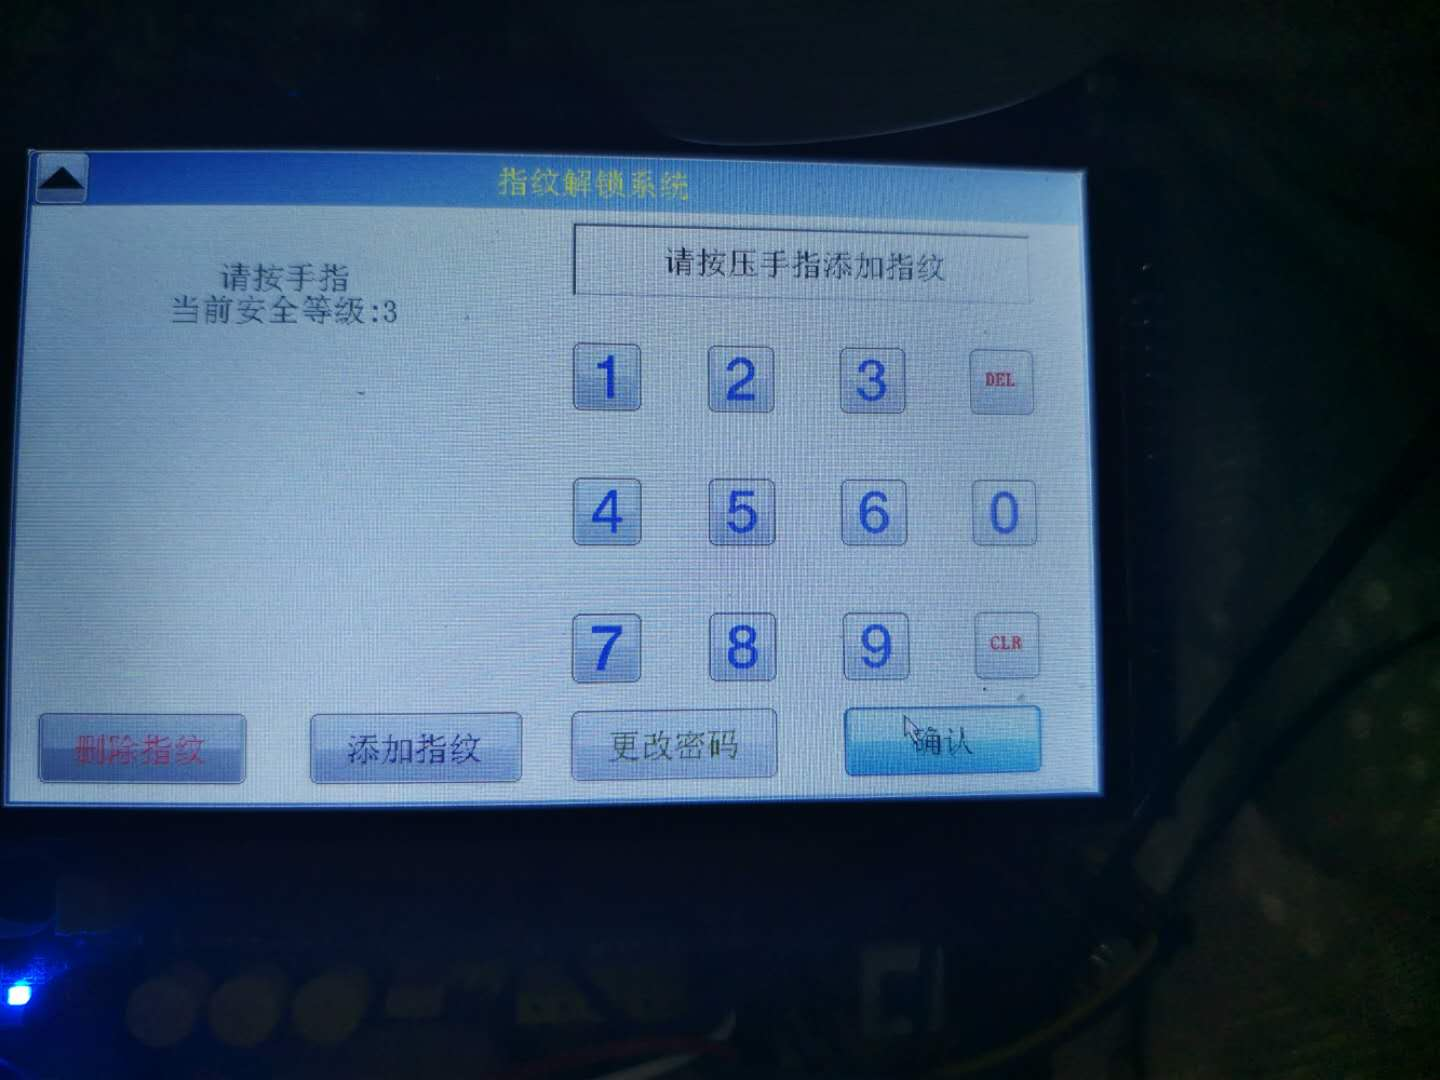 指纹解锁系统
请按手指
当前安全等级:3
请按压手指添加指纹
1 2 3 DEL
4 5 6 0
7 8 9 CLR
删除指纹 添加指纹 更改密码 确认